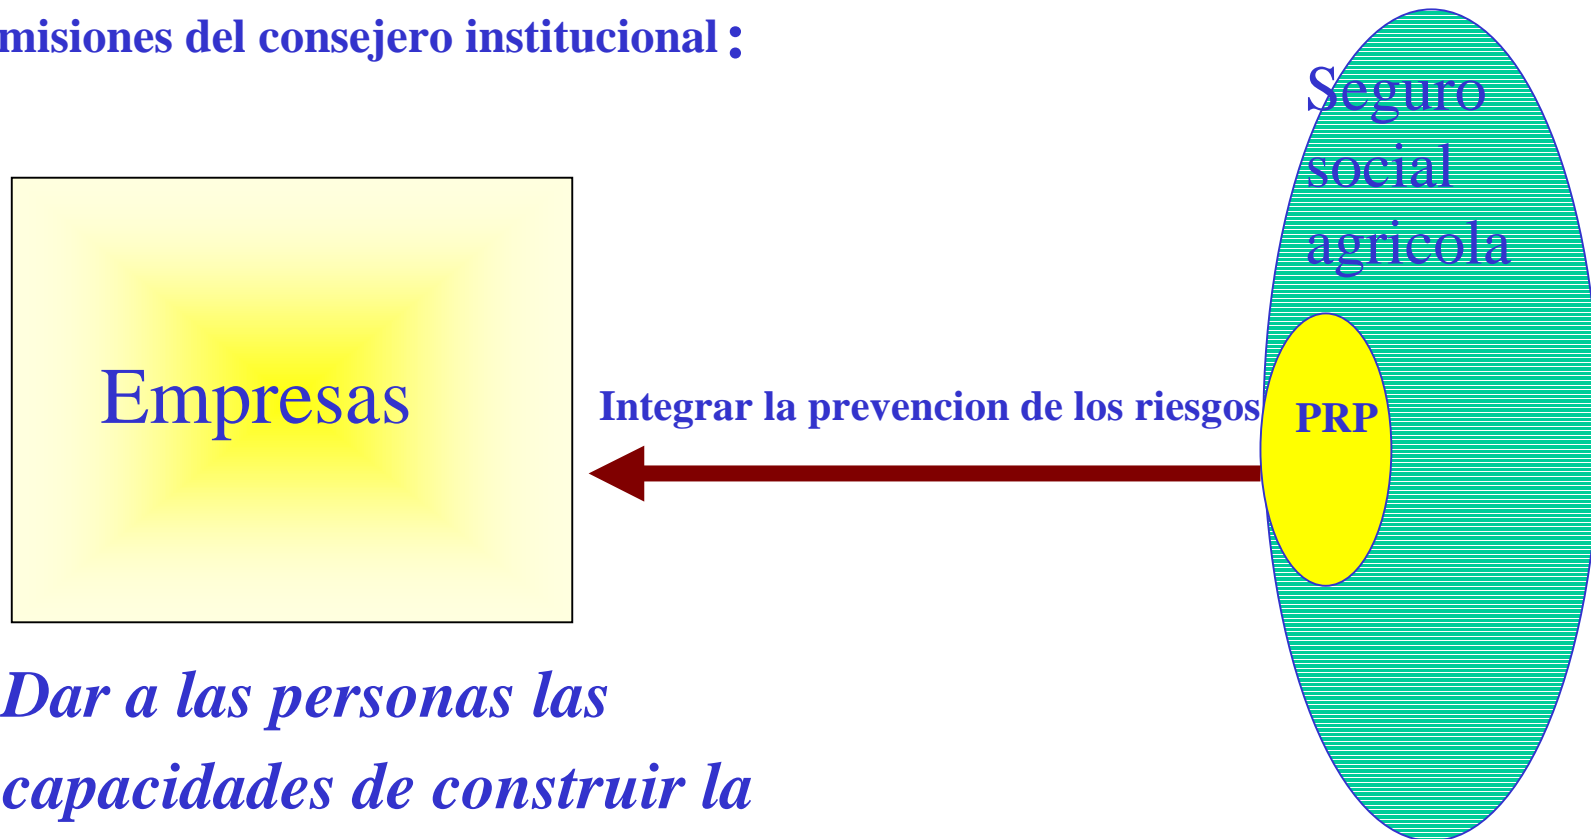 misiones del consejero institucional :
Seguro
social
agricola
Empresas
Integrar la prevencion de los riesgos
PRP
Dar a las personas las
capacidades de construir la